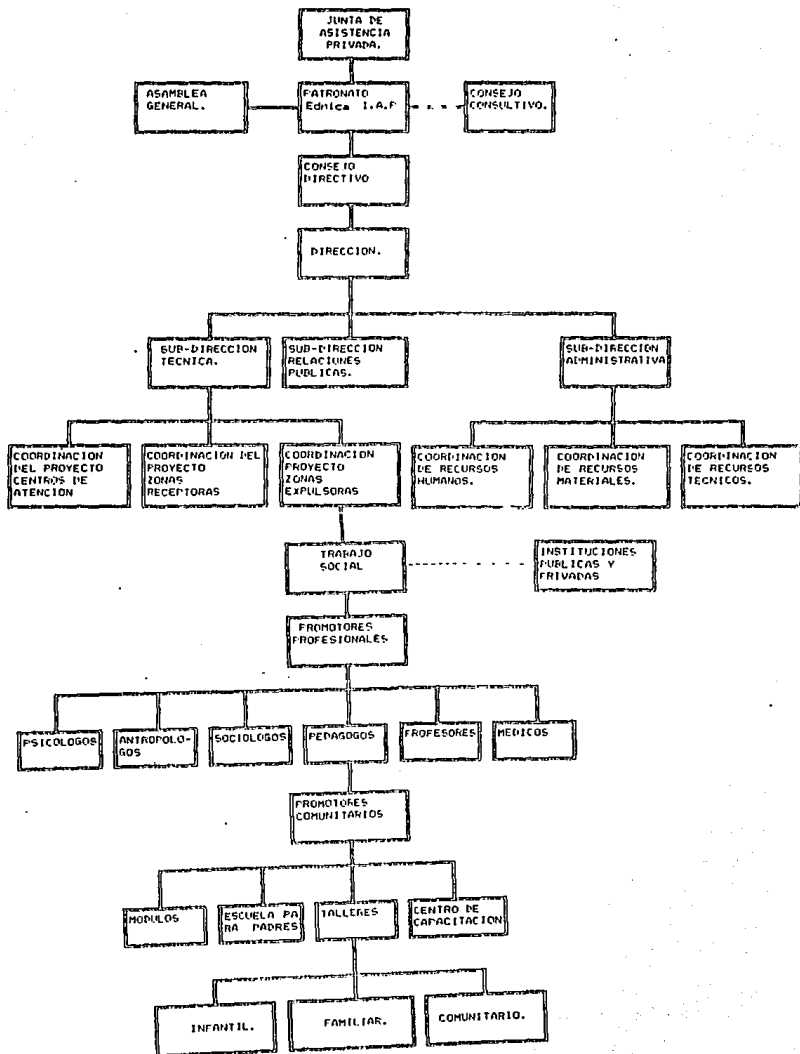 JUNTA DE
ASISTENCIA
PRIVADA.
ASAMBLEA
GENERAL.
PATRONATO
Ednica I.A.P
CONSEJO
CONSULTIVO.
CONSEJO
DIRECTIVO
DIRECCION.
SUB-DIRECCION
TECNICA.
SUB-DIRECCION
RELACIONES
PUBLICAS.
SUB-DIRECCION
ADMINISTRATIVA
COORDINACION
DEL PROYECTO
CENTROS DE
ATENCION
COORDINACION DEL
PROYECTO
ZONAS
RECEPTORAS
COORDINACION
PROYECTO
ZONAS
EXPULSORAS
COORDINACION
DE RECURSOS
HUMANOS.
COORDINACION
DE RECURSOS
MATERIALES.
COORDINACION
DE RECURSOS
TECNICOS.
TRABAJO
SOCIAL
INSTITUCIONES
PUBLICAS Y
PRIVADAS
PROMOTORES
PROFESIONALES
PSICOLOGOS
ANTROPOLO-
GOS
SOCIOLOGOS
PEDAGOGOS
PROFESORES
MEDICOS
PROMOTORES
COMUNITARIOS
MODULOS
ESCUELA PA
RA PADRES
TALLERES
CENTRO DE
CAPACITACION
INFANTIL.
FAMILIAR.
COMUNITARIO.